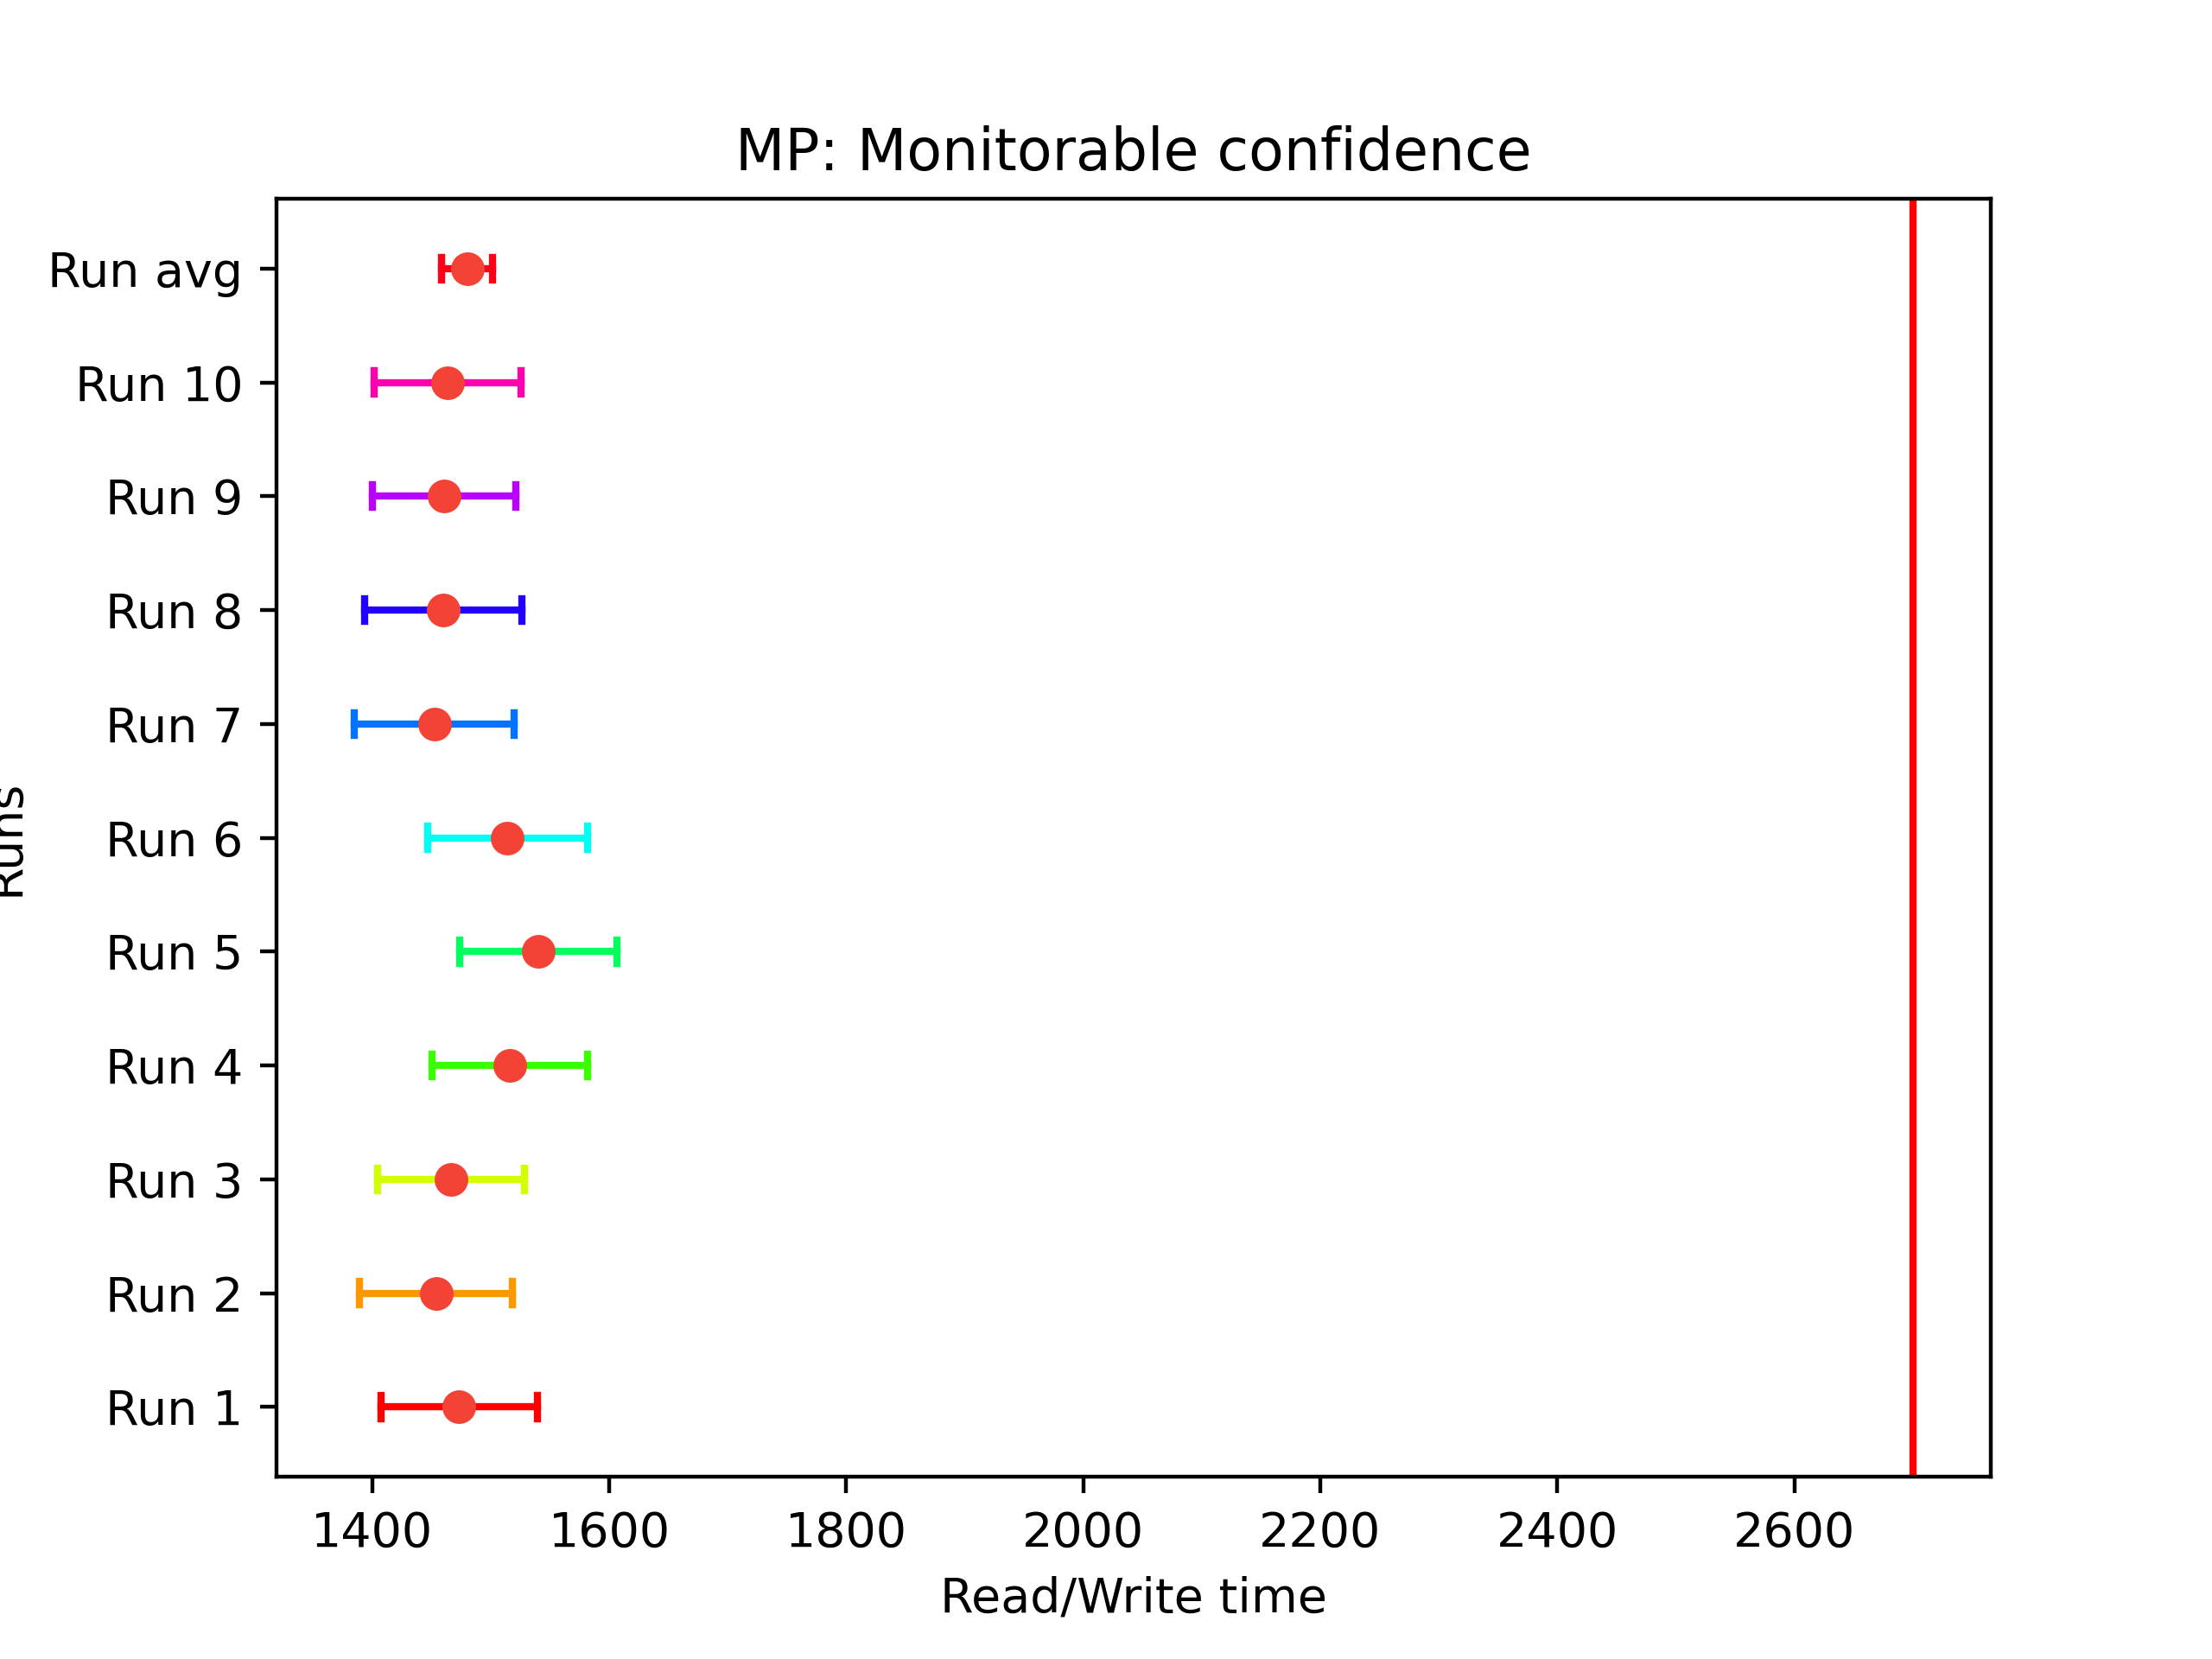 MP: Monitorable confidence
Run avg
Run 10
Run 9
Run 8
Run 7
Run 6
Run 5
Run 4
Run 3
Run 2
Run 1
Runs
1400 1600 1800 2000 2200 2400 2600
Read/Write time